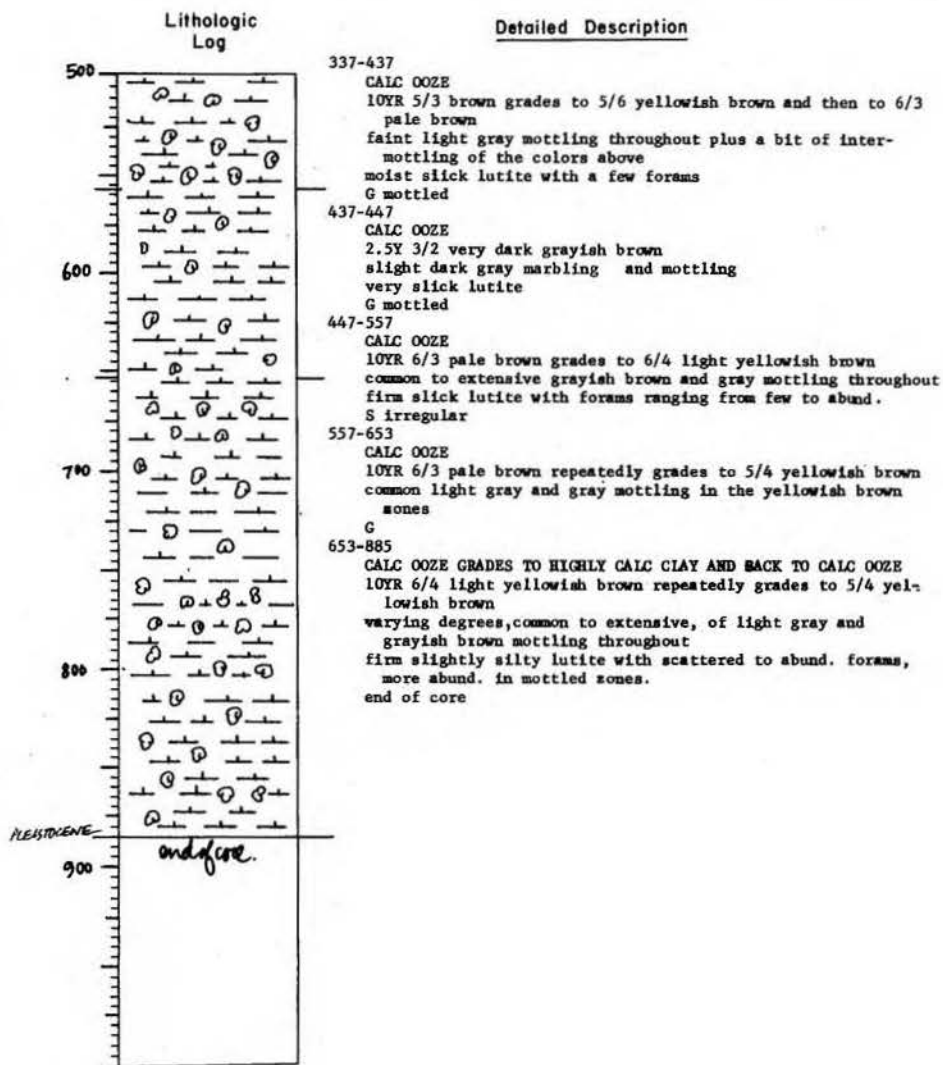 Lithologic
Log
500
600
700
800
PLEISTOCENE
end of core.
900
Detailed Description
337-437
CALC OOZE
10YR 5/3 brown grades to 5/6 yellowish brown and then to 6/3
pale brown
faint light gray mottling throughout plus a bit of inter-
mottling of the colors above
moist slick lutite with a few forams
G mottled
437-447
CALC OOZE
2.5Y 3/2 very dark grayish brown
slight dark gray marbling and mottling
very slick lutite
G mottled
447-557
CALC OOZE
10YR 6/3 pale brown grades to 6/4 light yellowish brown
common to extensive grayish brown and gray mottling throughout
firm slick lutite with forams ranging from few to abund.
S irregular
557-653
CALC OOZE
10YR 6/3 pale brown repeatedly grades to 5/4 yellowish brown
common light gray and gray mottling in the yellowish brown
zones
G
653-885
CALC OOZE GRADES TO HIGHLY CALC CLAY AND BACK TO CALC OOZE
10YR 6/4 light yellowish brown repeatedly grades to 5/4 yel-
lowish brown
varying degrees,common to extensive, of light gray and
grayish brown mottling throughout
firm slightly silty lutite with scattered to abund. forams,
more abund. in mottled zones.
end of core